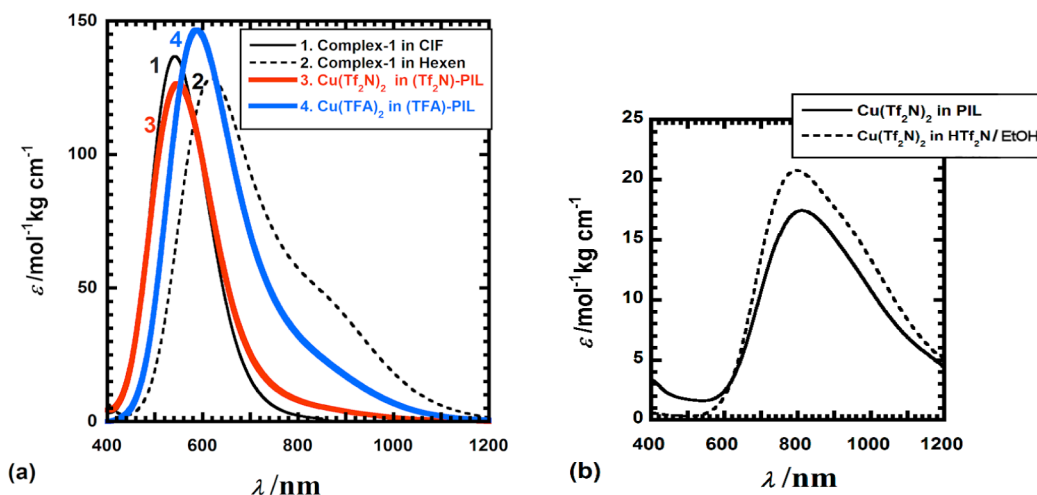 150
100
50
0
ε /mol⁻¹kg cm⁻¹
1. Complex-1 in ClF
2. Complex-1 in Hexen
3. Cu(Tf₂N)₂ in (Tf₂N)-PIL
4. Cu(TFA)₂ in (TFA)-PIL
4
1
2
3
400 600 800 1000 1200
(a)
λ /nm
Cu(Tf₂N)₂ in PIL
Cu(Tf₂N)₂ in HTf₂N/EtOH
25
20
15
10
5
0
ε /mol⁻¹kg cm⁻¹
400 600 800 1000 1200
(b)
λ /nm